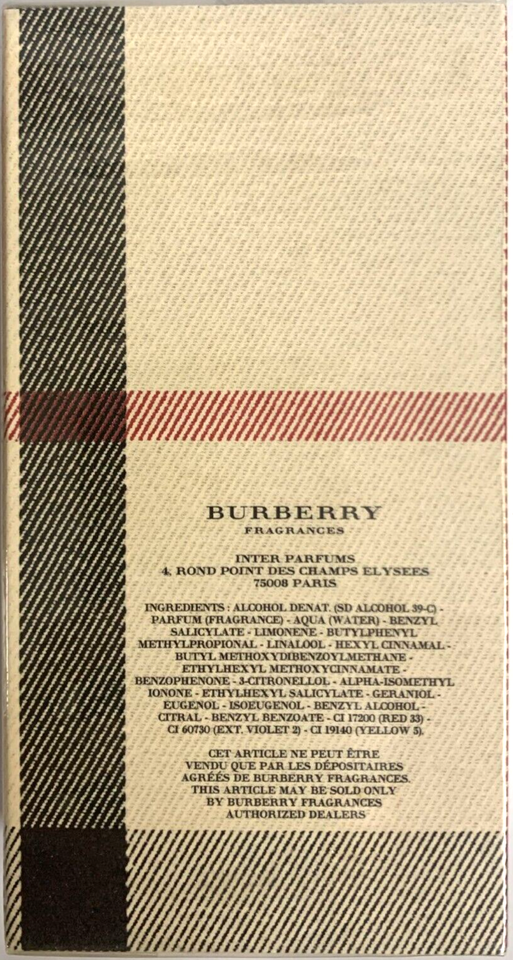 BURBERRY
FRAGRANCES
INTER PARFUMS
4, ROND POINT DES CHAMPS ELYSEES
75008 PARIS
INGREDIENTS : ALCOHOL DENAT. (SD ALCOHOL 39-C) -
PARFUM (FRAGRANCE) - AQUA (WATER) - BENZYL
SALICYLATE - LIMONENE - BUTYLPHENYL
METHYLPROPIONAL - LINALOOL - HEXYL CINNAMAL -
BUTYL METHOXYDIBENZOYLMETHANE -
ETHYLHEXYL METHOXYCINNAMATE -
BENZOPHENONE - 3-CITRONELLOL - ALPHA-ISOMETHYL
IONONE - ETHYLHEXYL SALICYLATE - GERANIOL -
EUGENOL - ISOEUGENOL - BENZYL ALCOHOL -
CITRAL - BENZYL BENZOATE - CI 17200 (RED 33) -
CI 60730 (EXT. VIOLET 2) - CI 19140 (YELLOW 5).
CET ARTICLE NE PEUT ÊTRE
VENDU QUE PAR LES DÉPOSITAIRES
AGRÉÉS DE BURBERRY FRAGRANCES.
THIS ARTICLE MAY BE SOLD ONLY
BY BURBERRY FRAGRANCES
AUTHORIZED DEALERS